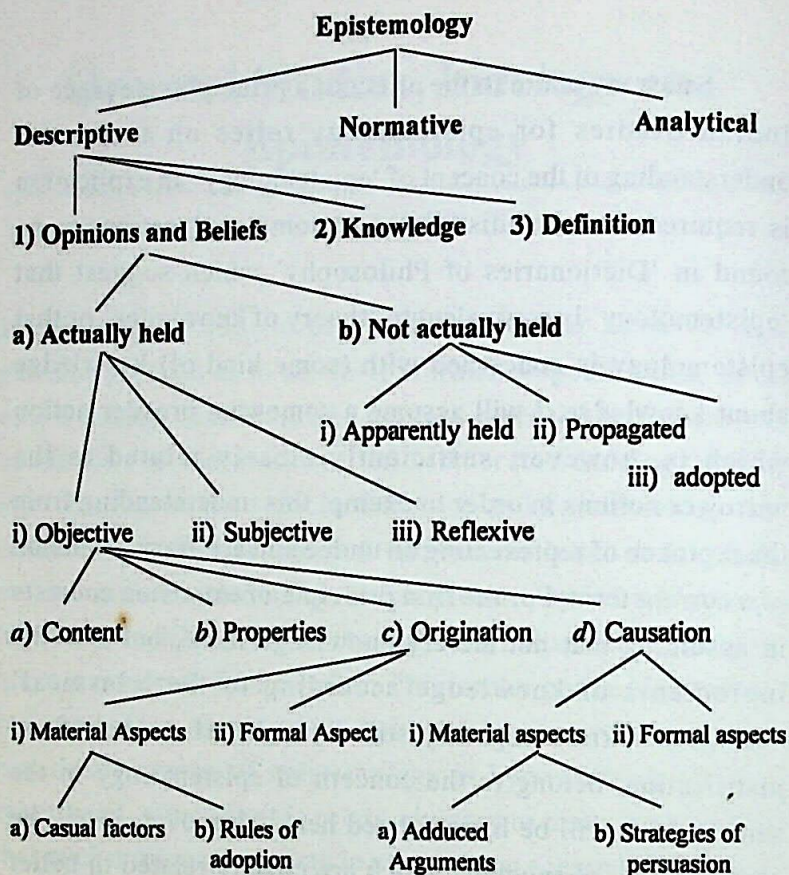 Epistemology
Descriptive Normative Analytical
1) Opinions and Beliefs 2) Knowledge 3) Definition
a) Actually held b) Not actually held
i) Apparently held ii) Propagated
iii) adopted
i) Objective ii) Subjective iii) Reflexive
a) Content b) Properties c) Origination d) Causation
i) Material Aspects ii) Formal Aspect i) Material aspects ii) Formal aspects
a) Casual factors b) Rules of adoption a) Adduced Arguments b) Strategies of persuasion